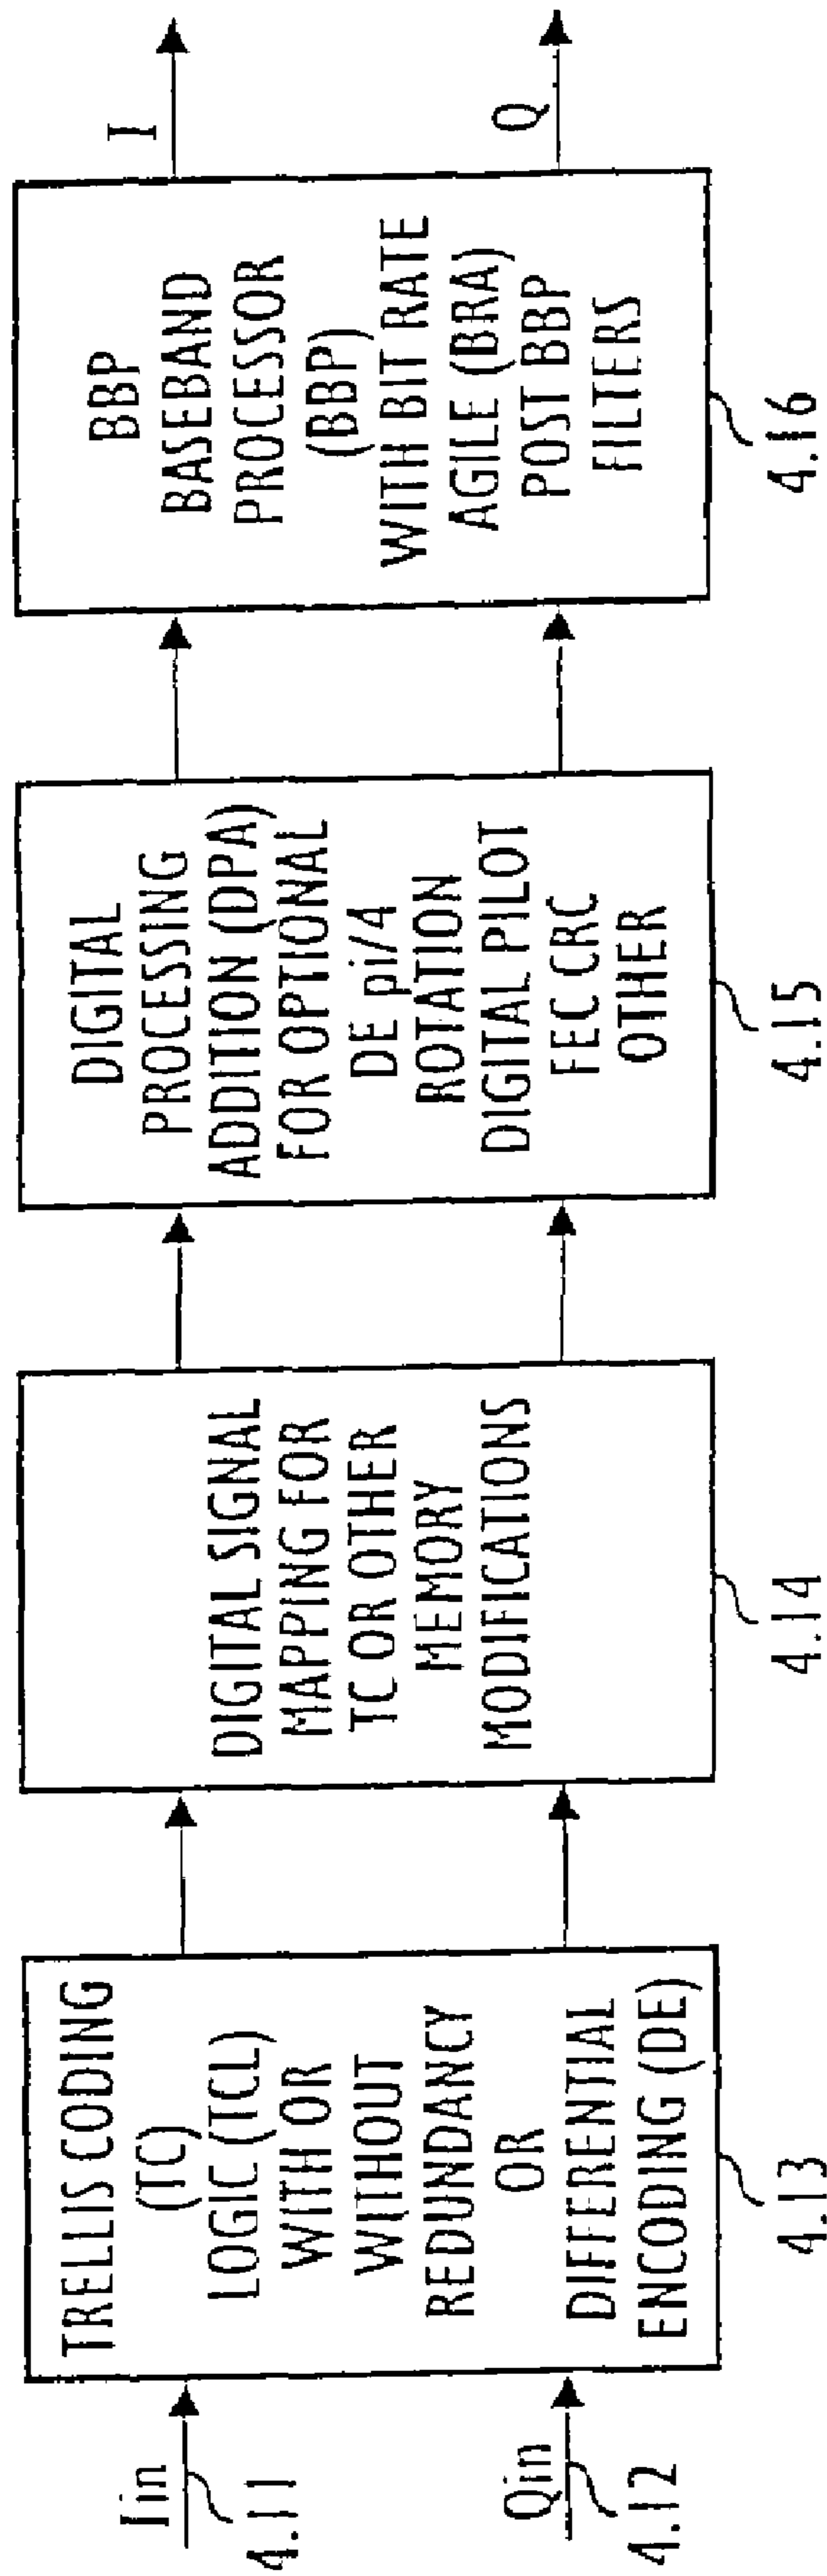 Iin
4.11
Qin
4.12
TRELLIS CODING
(TC)
LOGIC (TCL)
WITH OR
WITHOUT
REDUNDANCY
OR
DIFFERENTIAL
ENCODING (DE)
4.13
DIGITAL SIGNAL
MAPPING FOR
TC OR OTHER
MEMORY
MODIFICATIONS
4.14
DIGITAL
PROCESSING
ADDITION (DPA)
FOR OPTIONAL
DE pi/4
ROTATION
DIGITAL PILOT
FEC CRC
OTHER
4.15
BBP
BASEBAND
PROCESSOR
(BBP)
WITH BIT RATE
AGILE (BRA)
POST BBP
FILTERS
4.16
I
Q